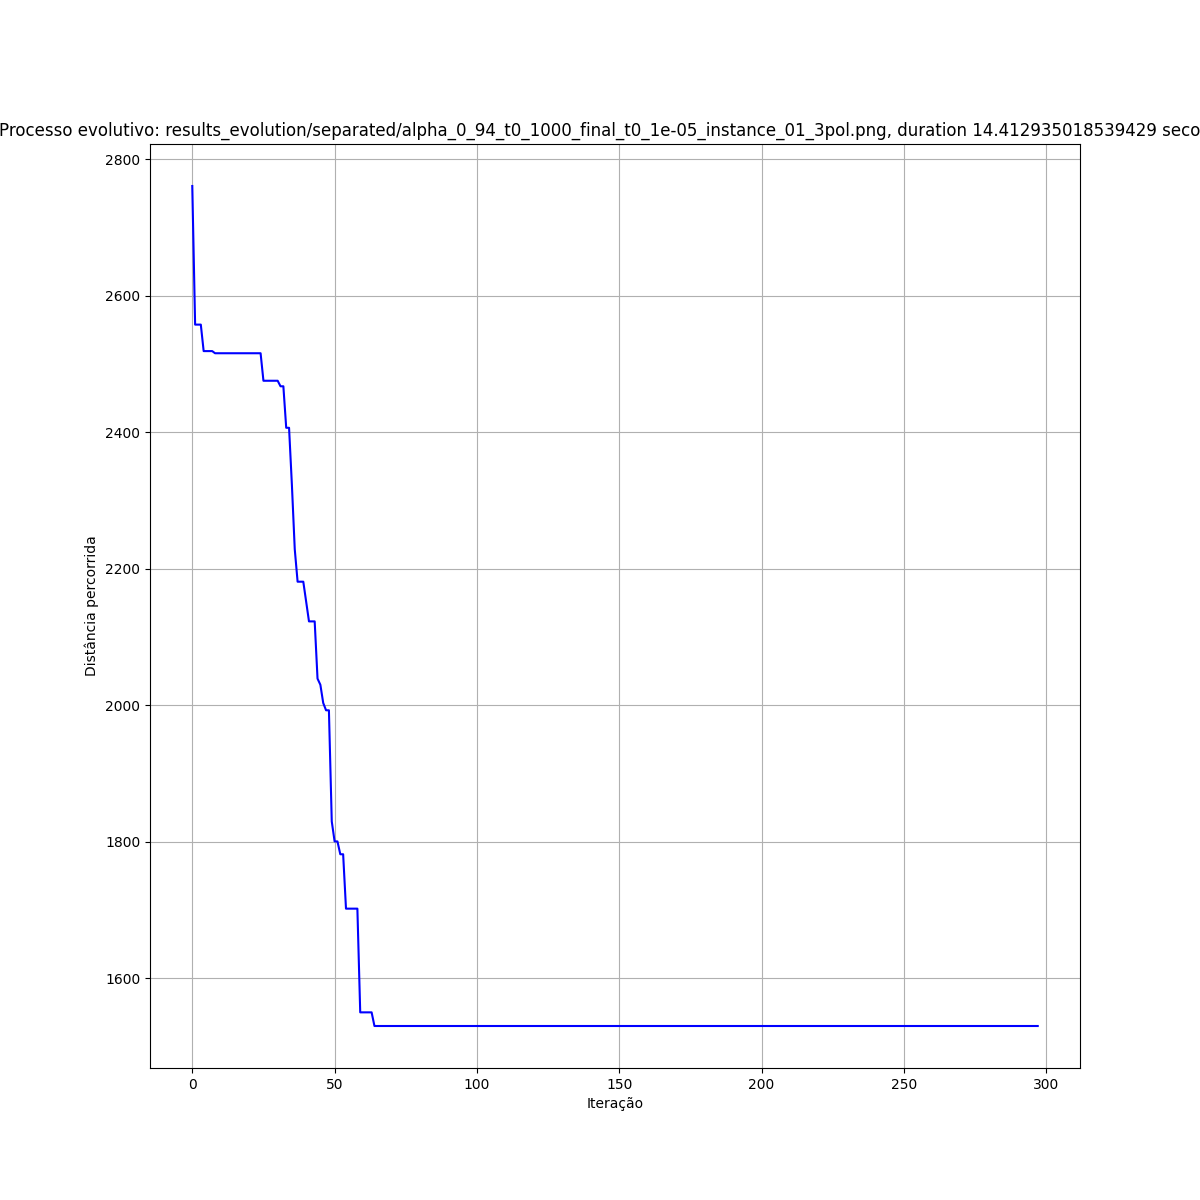 Processo evolutivo: results_evolution/separated/alpha_0_94_t0_1000_final_t0_1e-05_instance_01_3pol.png, duration 14.412935018539429 seco
2800
2600
2400
2200
2000
1800
1600
Distância percorrida
0 50 100 150 200 250 300
Iteração